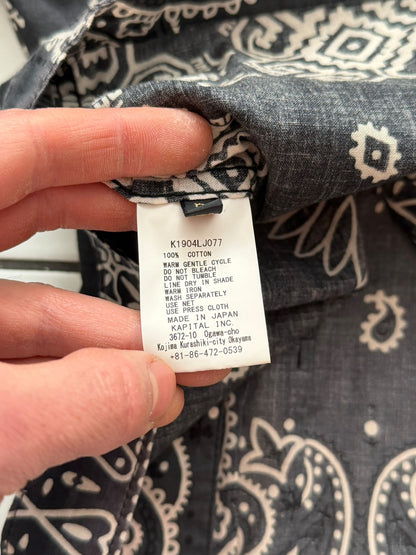 K1904LJ077
100% COTTON
WARM GENTLE CYCLE
DO NOT BLEACH
DO NOT TUMBLE
LINE DRY IN SHADE
WARM IRON
WASH SEPARATELY
USE NET
USE PRESS CLOTH
MADE IN JAPAN
KAPITAL INC.
3672-10 Ogawa-cho
Kojima Kurashiki-city Okayama
+81-86-472-0539